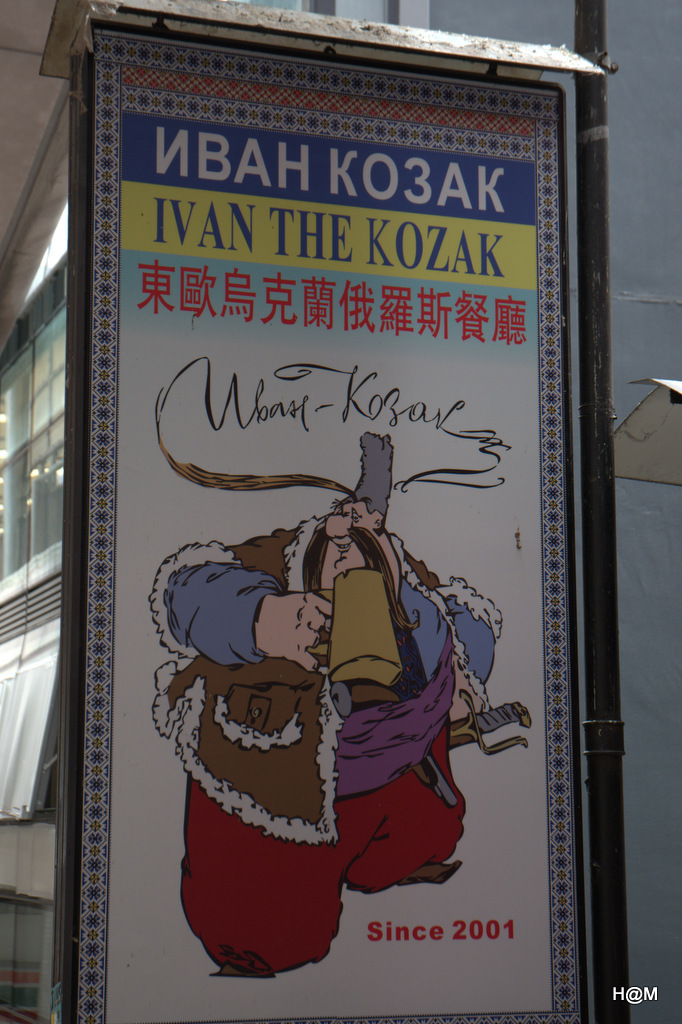 ИВАН КОЗАК
IVAN THE KOZAK
東歐烏克蘭俄羅斯餐廳
Иван-Козак
Since 2001
H@M